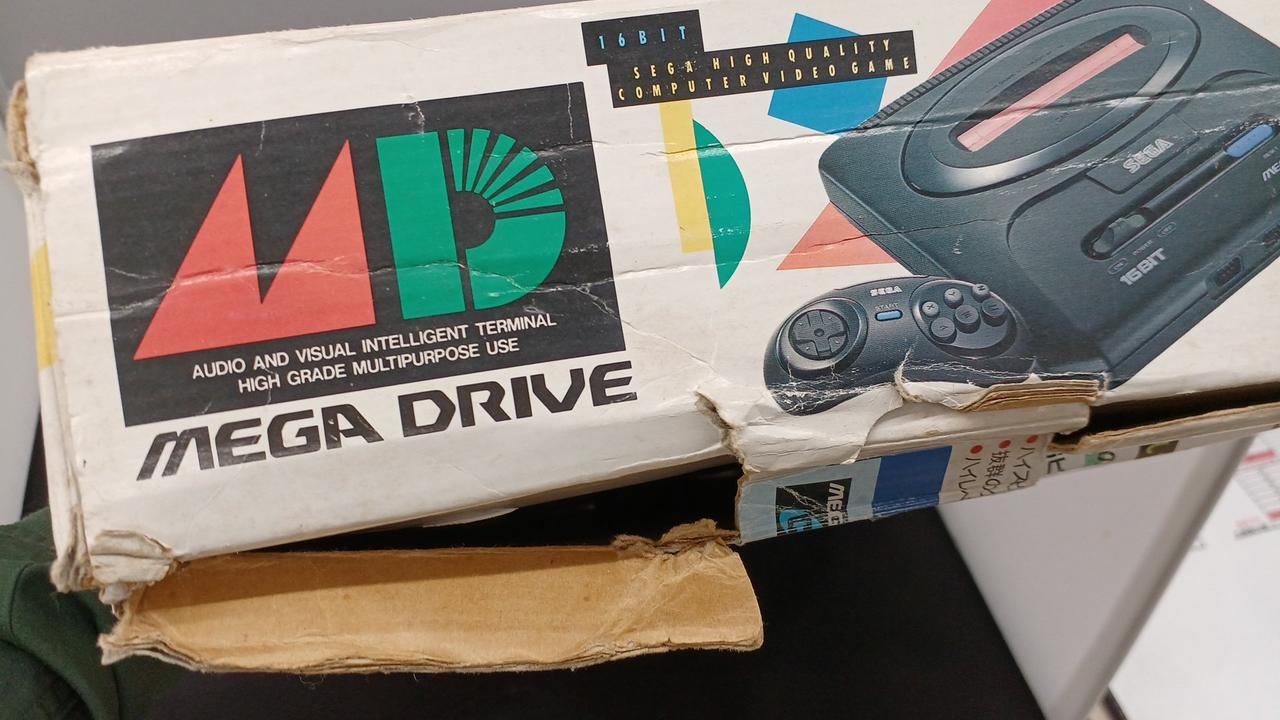 16BIT
SEGA HIGH QUALITY
COMPUTER VIDEO GAME
MD
AUDIO AND VISUAL INTELLIGENT TERMINAL
HIGH GRADE MULTIPURPOSE USE
MEGA DRIVE
SEGA
16BIT
SEGA
START